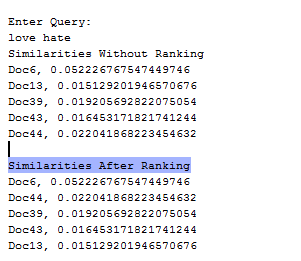 Enter Query:
love hate
Similarities Without Ranking
Doc6, 0.052226767547449746
Doc13, 0.015129201946570676
Doc39, 0.019205692822075054
Doc43, 0.016453171821741244
Doc44, 0.022041868223454632
Similarities After Ranking
Doc6, 0.052226767547449746
Doc44, 0.022041868223454632
Doc39, 0.019205692822075054
Doc43, 0.016453171821741244
Doc13, 0.015129201946570676